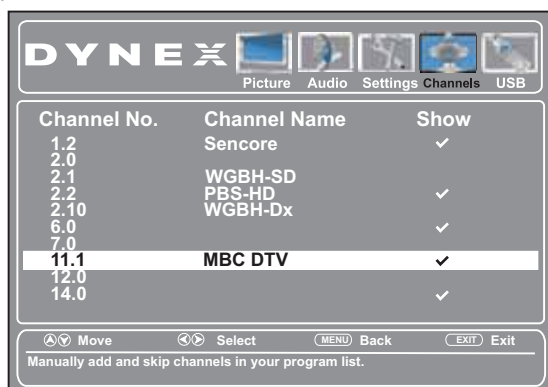 DYNEX
Picture Audio Settings Channels USB
Channel No. Channel Name Show
1.2 Sencore ✓
2.0
2.1 WGBH-SD
2.2 PBS-HD ✓
2.10 WGBH-Dx
6.0 ✓
7.0
11.1 MBC DTV ✓
12.0
14.0 ✓
Move Select MENU Back EXIT Exit
Manually add and skip channels in your program list.